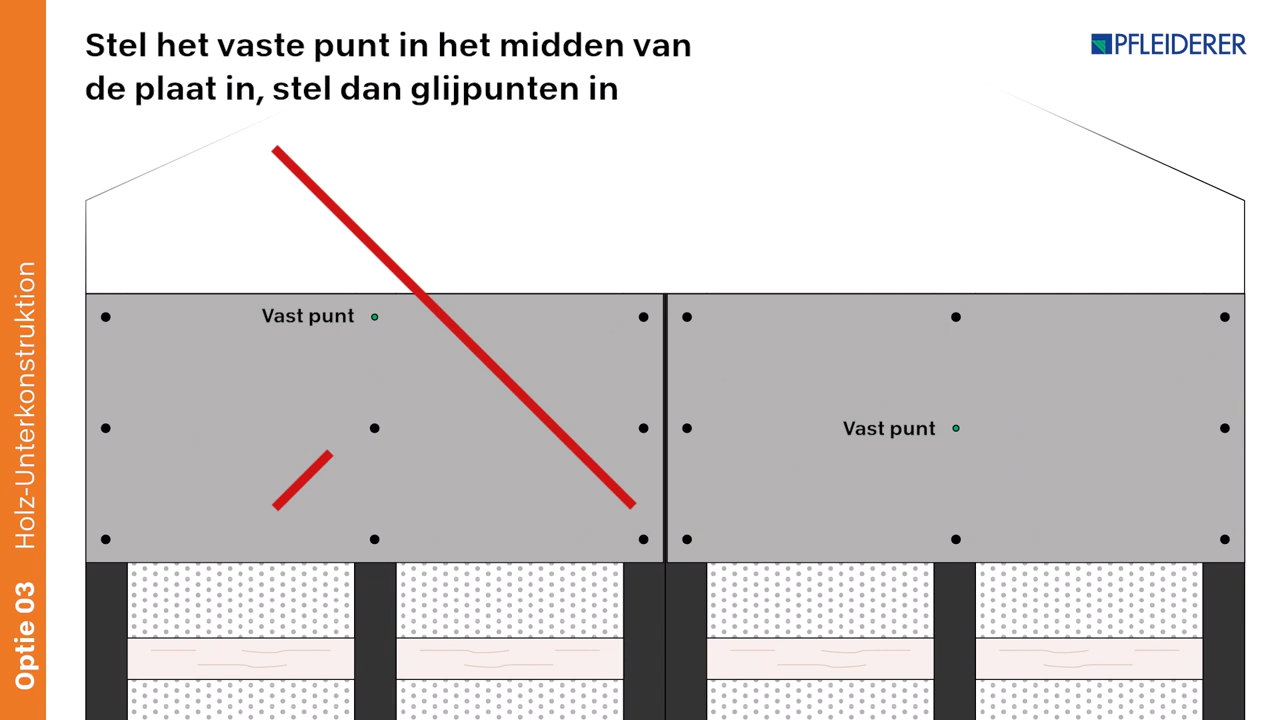 Stel het vaste punt in het midden van
de plaat in, stel dan glijpunten in
PFLEIDERER
Vast punt
Vast punt
Optie 03 Holz-Unterkonstruktion